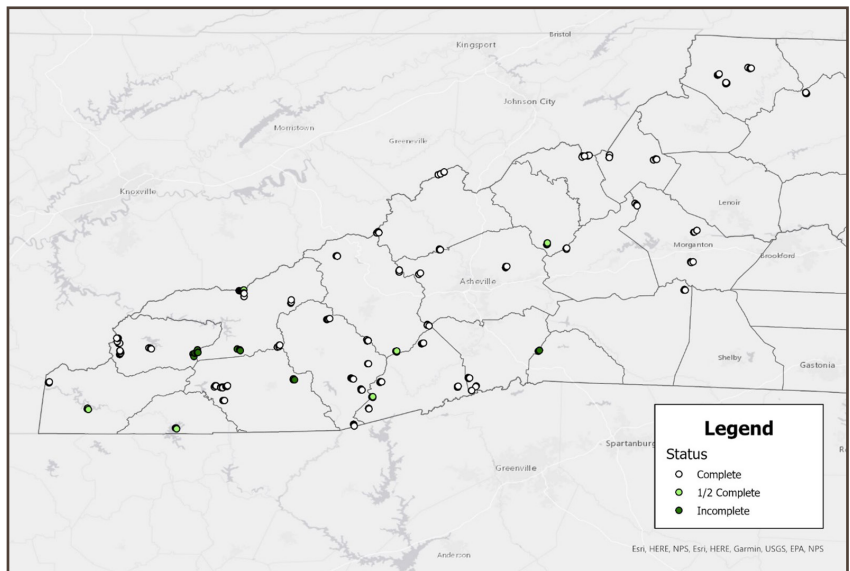 Bristol
Kingsport
Johnson City
Morristown
Greeneville
Knoxville
Lenoir
Morganton
Brookford
Asheville
Shelby
Gastonia
Legend
Status
Complete
1/2 Complete
Incomplete
Spartanburg
Greenville
Anderson
Esri, HERE, NPS, Esri, HERE, Garmin, USGS, EPA, NPS